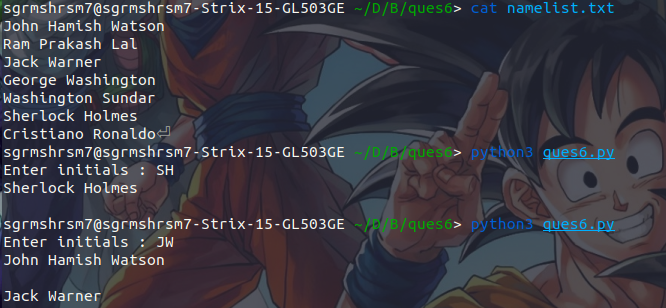 sgrmshrsm7@sgrmshrsm7-Strix-15-GL503GE ~/D/B/ques6> cat namelist.txt
John Hamish Watson
Ram Prakash Lal
Jack Warner
George Washington
Washington Sundar
Sherlock Holmes
Cristiano Ronaldo⏎
sgrmshrsm7@sgrmshrsm7-Strix-15-GL503GE ~/D/B/ques6> python3 ques6.py
Enter initials : SH
Sherlock Holmes
sgrmshrsm7@sgrmshrsm7-Strix-15-GL503GE ~/D/B/ques6> python3 ques6.py
Enter initials : JW
John Hamish Watson
Jack Warner